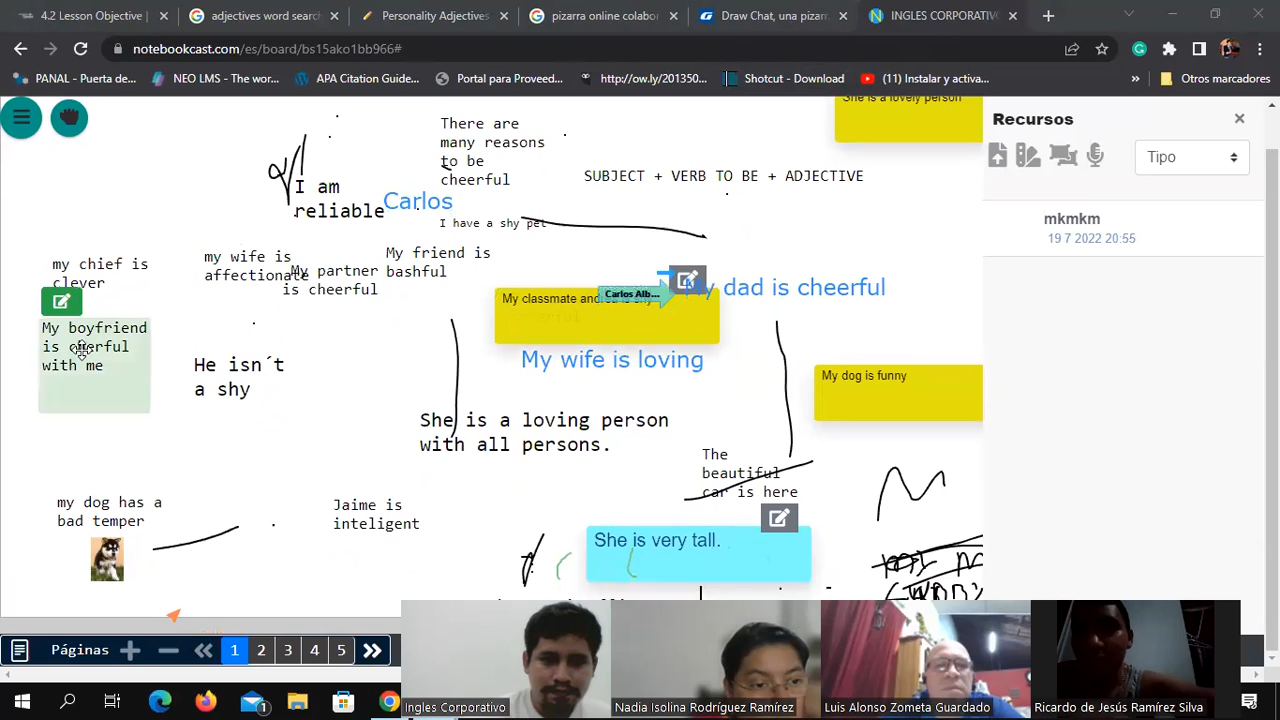 4.2 Lesson Objective
adjectives word search
Personality Adjectives
pizarra online colabor
Draw Chat, una pizarr
INGLES CORPORATIVO
notebookcast.com/es/board/bs15ako1bb966#
PANAL - Puerta de...
NEO LMS - The wor...
APA Citation Guide...
Portal para Proveed...
http://ow.ly/201350...
Shotcut - Download
(11) Instalar y activa...
»
Otros marcadores
She is a lovely person
There are
many reasons
to be
cheerful
SUBJECT + VERB TO BE + ADJECTIVE
I am
reliable
Carlos
I have a shy pet
my chief is
clever
my wife is
affectionate
My partner
is cheerful
My friend is
bashful
My classmate
Carlos Alb...
My dad is cheerful
My boyfriend
is cheerful
with me
He isn´t
a shy
My wife is loving
My dog is funny
She is a loving person
with all persons.
The
beautiful
car is here
my dog has a
bad temper
Jaime is
inteligent
She is very tall.
M
Recursos
Tipo
mkmkm
19 7 2022 20:55
Páginas
1
2
3
4
5
1
Ingles Corporativo
Nadia Isolina Rodríguez Ramírez
Luis Alonso Zometa Guardado
Ricardo de Jesús Ramírez Silva